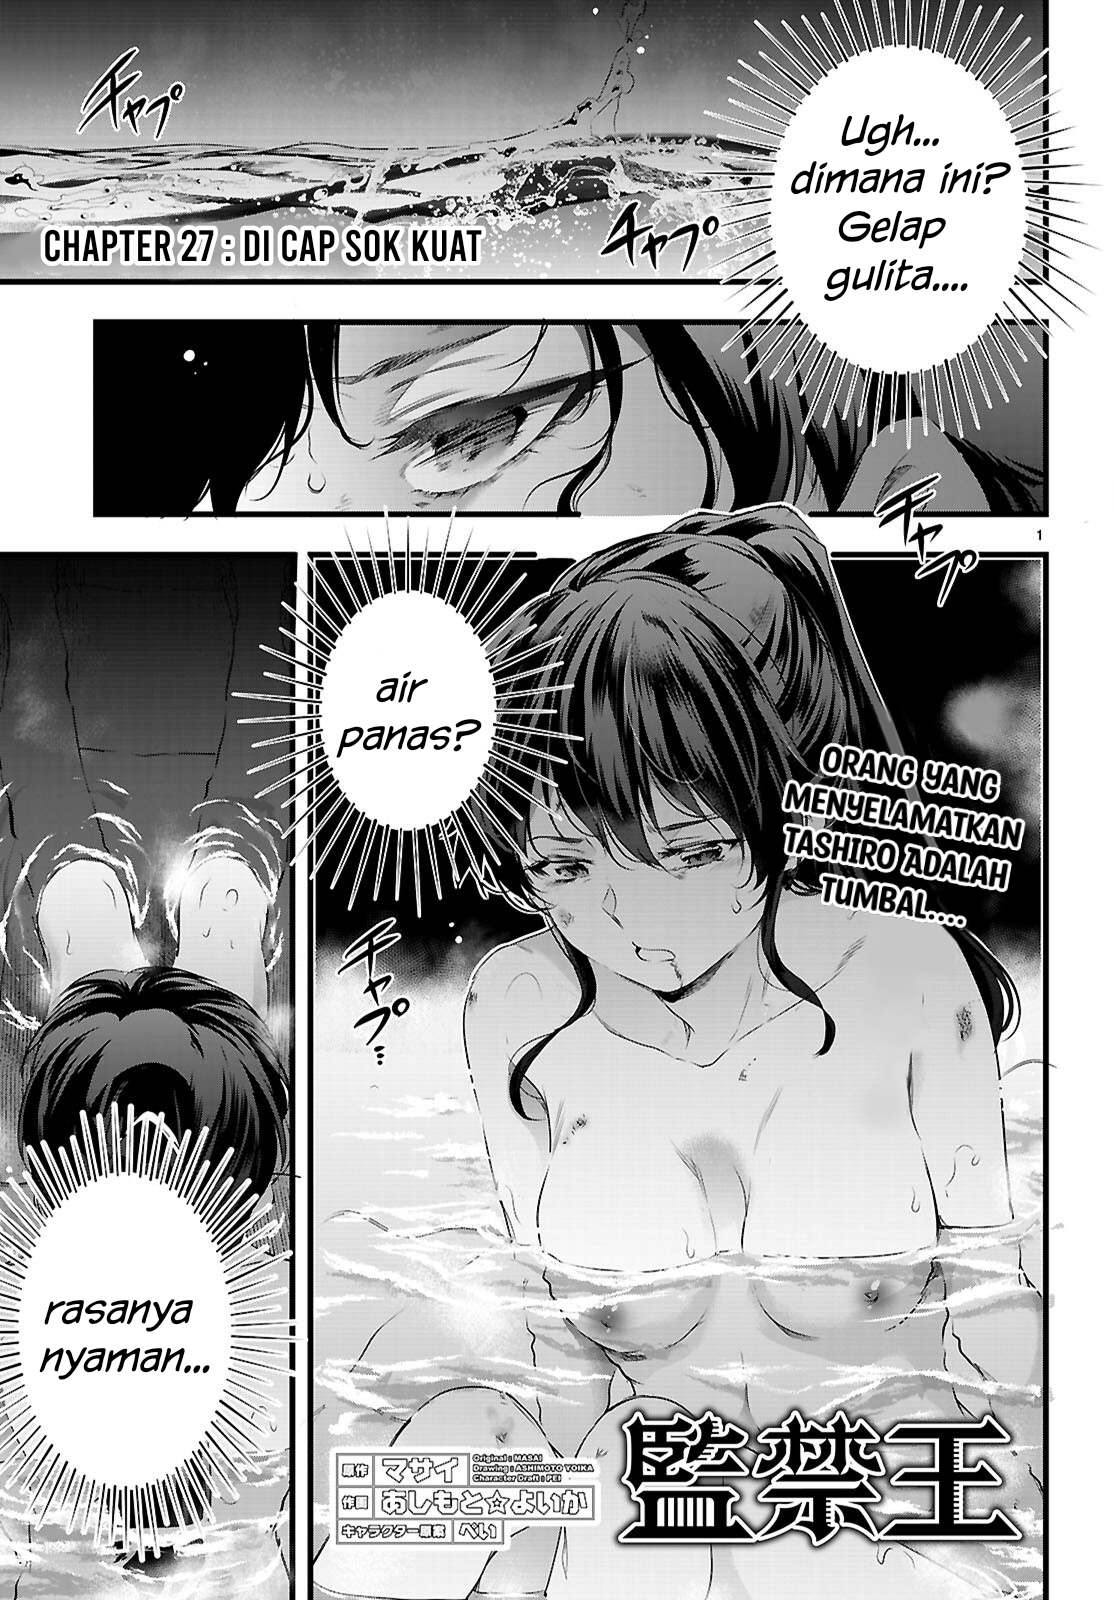 チャプ
Ugh...
dimana ini?
Gelap
gulita....
チャプ
CHAPTER 27 : DI CAP SOK KUAT
チャプ
1
air
panas?
ORANG YANG
MENYELAMATKAN
TASHIRO ADALAH
TUMBAL....
チャプ…
rasanya
nyaman...
監禁王
原作 マサイ
Original : MASAI
Drawing : ASHIMOTO YOIKA
Character Draft : PEI
作画 あしもと☆よいか
キャラクター原案 ぺい